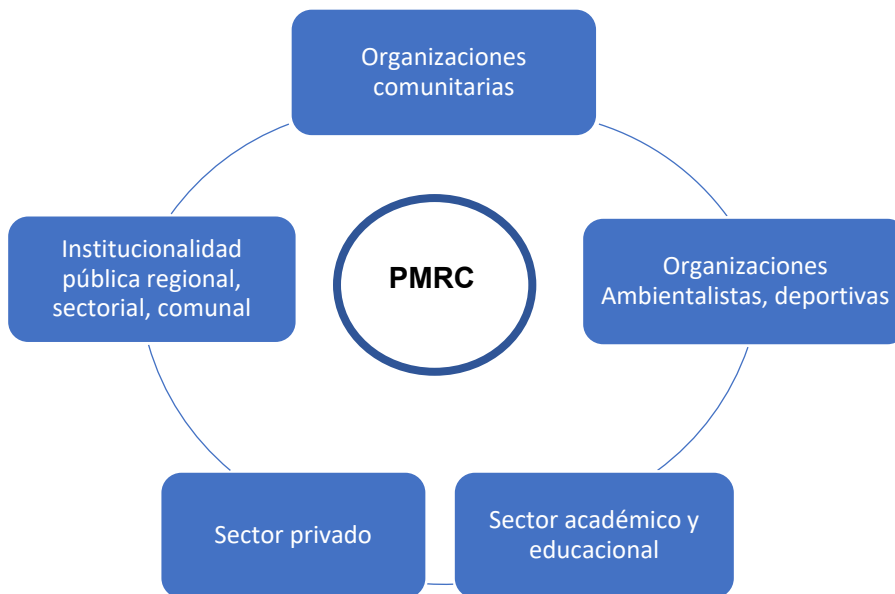 Organizaciones
comunitarias
Institucionalidad
pública regional,
sectorial, comunal
PMRC
Organizaciones
Ambientalistas, deportivas
Sector privado
Sector académico y
educacional